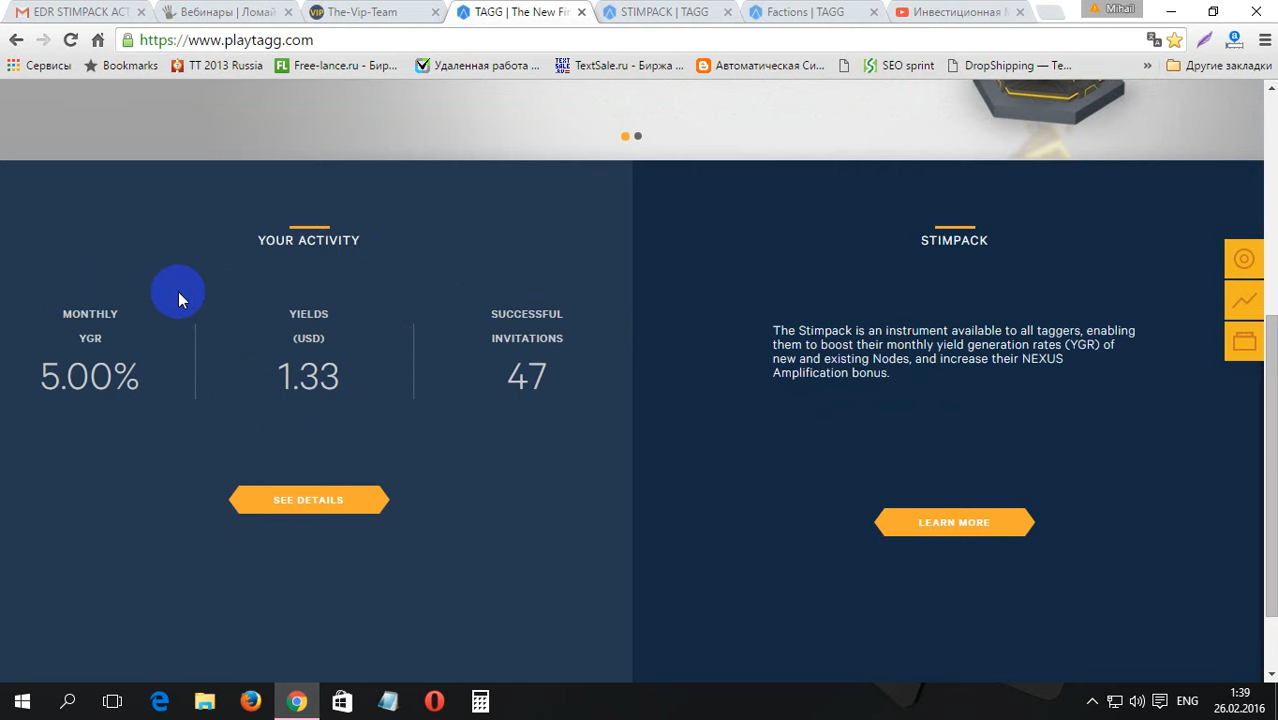 EDR STIMPACK ACT
Вебинары | Ломай
The-Vip-Team
TAGG | The New Fin
STIMPACK | TAGG
Factions | TAGG
Инвестиционная
Mihail
https://www.playtagg.com
Сервисы
Bookmarks
TT 2013 Russia
Free-lance.ru - Бир...
Удаленная работа ...
TextSale.ru - Биржа ...
Автоматическая Си...
SEO sprint
DropShipping — Те...
»
Другие закладки
YOUR ACTIVITY
MONTHLY
YGR
5.00%
YIELDS
(USD)
1.33
SUCCESSFUL
INVITATIONS
47
SEE DETAILS
STIMPACK
The Stimpack is an instrument available to all taggers, enabling
them to boost their monthly yield generation rates (YGR) of
new and existing Nodes, and increase their NEXUS
Amplification bonus.
LEARN MORE
ENG
1:39
26.02.2016